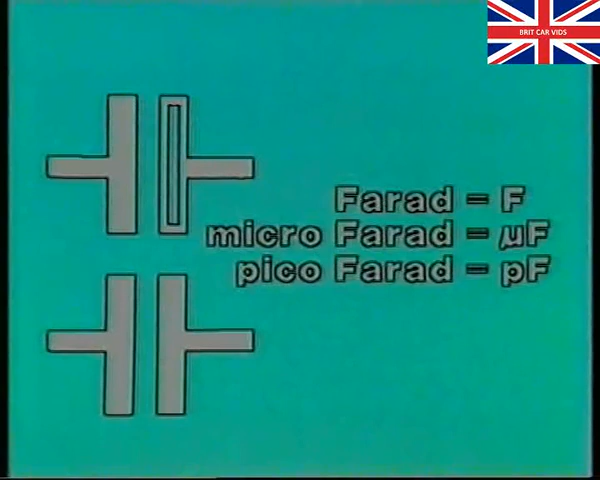 BRIT CAR VIDS
Farad = F
micro Farad = µF
pico Farad = pF